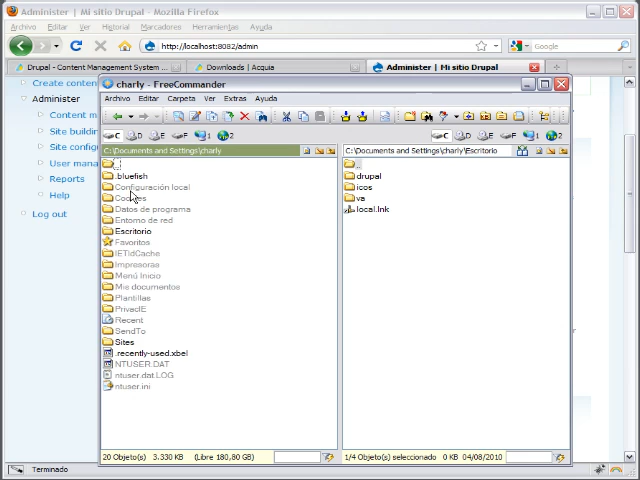 Administer | Mi sitio Drupal - Mozilla Firefox
Archivo Editar Ver Historial Marcadores Herramientas Ayuda
http://localhost:8082/admin
Google
Drupal - Content Management System ...
Downloads | Acquia
Administer | Mi sitio Drupal
Create conten
Administer
Content m
Site building
Site config
User mana
Reports
Help
Log out
charly - FreeCommander
Archivo Editar Carpeta Ver Extras Ayuda
C D E F 1 2
C D E F 1 2
C:\Documents and Settings\charly
.bluefish
Configuración local
Cookies
Datos de programa
Entorno de red
Escritorio
Favoritos
IETldCache
Impresoras
Menú Inicio
Mis documentos
Plantillas
PrivacIE
Recent
SendTo
Sites
.recently-used.xbel
NTUSER.DAT
ntuser.dat.LOG
ntuser.ini
20 Objeto(s) 3.330 KB (Libre 180,80 GB)
C:\Documents and Settings\charly\Escritorio
..
drupal
icos
va
local.lnk
1/4 Objeto(s) seleccionado 0 KB 04/08/2010
Terminado